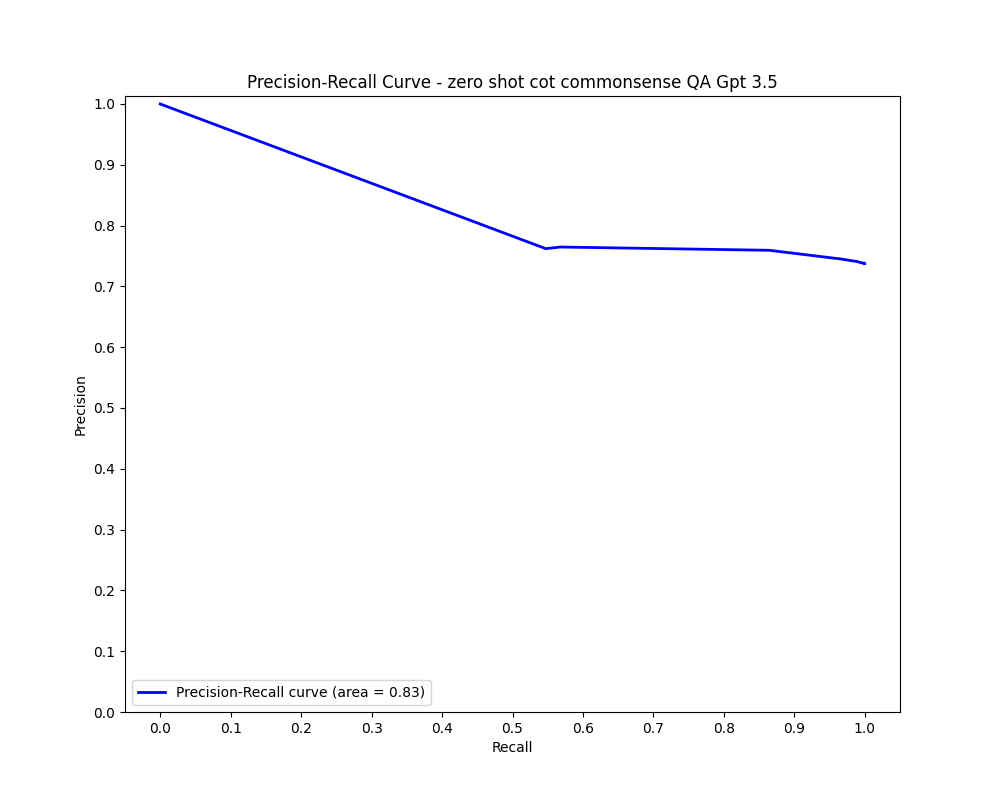 Precision-Recall Curve - zero shot cot commonsense QA Gpt 3.5
1.0
0.9
0.8
0.7
0.6
0.5
0.4
0.3
0.2
0.1
0.0
Precision
Precision-Recall curve (area = 0.83)
0.0 0.1 0.2 0.3 0.4 0.5 0.6 0.7 0.8 0.9 1.0
Recall